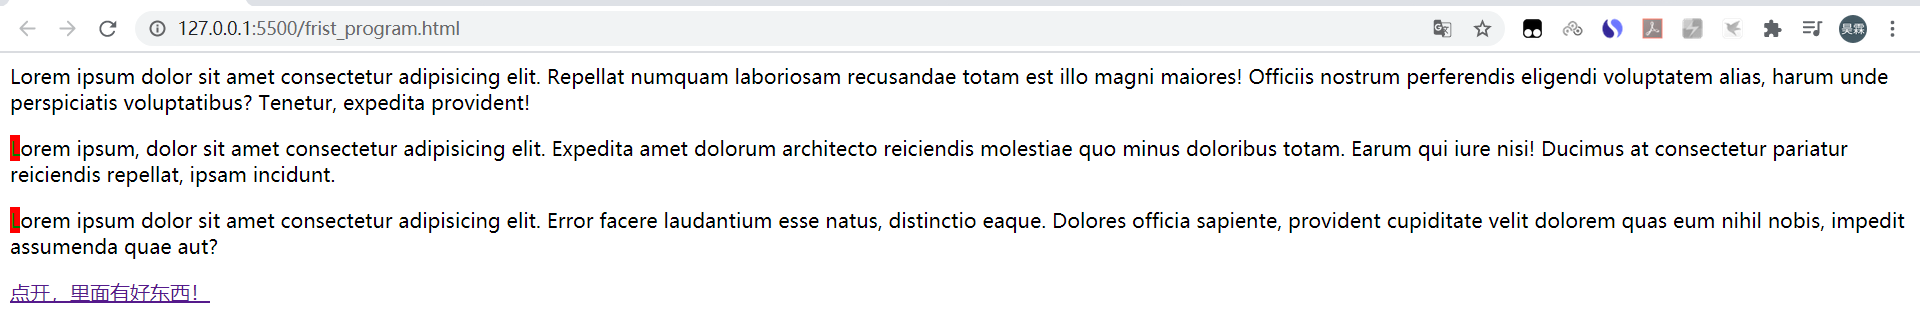 127.0.0.1:5500/frist_program.html
昊霖
Lorem ipsum dolor sit amet consectetur adipisicing elit. Repellat numquam laboriosam recusandae totam est illo magni maiores! Officiis nostrum perferendis eligendi voluptatem alias, harum unde
perspiciatis voluptatibus? Tenetur, expedita provident!
Lorem ipsum, dolor sit amet consectetur adipisicing elit. Expedita amet dolorum architecto reiciendis molestiae quo minus doloribus totam. Earum qui iure nisi! Ducimus at consectetur pariatur
reiciendis repellat, ipsam incidunt.
Lorem ipsum dolor sit amet consectetur adipisicing elit. Error facere laudantium esse natus, distinctio eaque. Dolores officia sapiente, provident cupiditate velit dolorem quas eum nihil nobis, impedit
assumenda quae aut?
点开，里面有好东西！